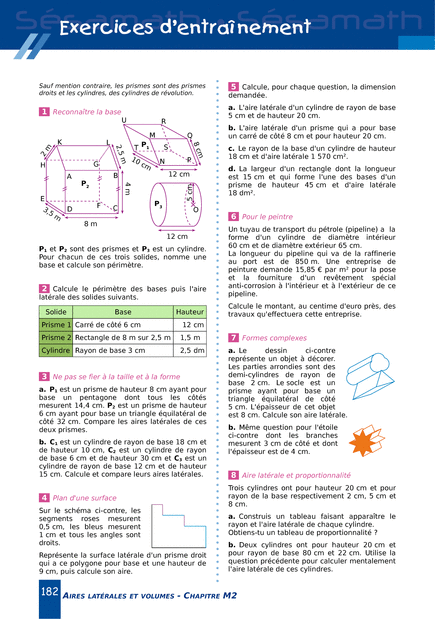 Exercices d'entraînement
Sauf mention contraire, les prismes sont des prismes
droits et les cylindres, des cylindres de révolution.
1 Reconnaître la base
U R
K L M Q
T P₁ S
2 m 2,5 m 8 cm
H G N P
10 cm
A B 12 cm
P₂
E 4 m P₃ 5 cm
D F C O
3,5 m
8 m 12 cm
P₁ et P₂ sont des prismes et P₃ est un cylindre.
Pour chacun de ces trois solides, nomme une
base et calcule son périmètre.
2 Calcule le périmètre des bases puis l'aire
latérale des solides suivants.
Solide Base Hauteur
Prisme 1 Carré de côté 6 cm 12 cm
Prisme 2 Rectangle de 8 m sur 2,5 m 1,5 m
Cylindre Rayon de base 3 cm 2,5 dm
3 Ne pas se fier à la taille et à la forme
a. P₁ est un prisme de hauteur 8 cm ayant pour
base un pentagone dont tous les côtés
mesurent 14,4 cm. P₂ est un prisme de hauteur
6 cm ayant pour base un triangle équilatéral de
côté 32 cm. Compare les aires latérales de ces
deux prismes.
b. C₁ est un cylindre de rayon de base 18 cm et
de hauteur 10 cm, C₂ est un cylindre de rayon
de base 6 cm et de hauteur 30 cm et C₃ est un
cylindre de rayon de base 12 cm et de hauteur
15 cm. Calcule et compare leurs aires latérales.
4 Plan d'une surface
Sur le schéma ci-contre, les
segments roses mesurent
0,5 cm, les bleus mesurent
1 cm et tous les angles sont
droits.
Représente la surface latérale d'un prisme droit
qui a ce polygone pour base et une hauteur de
9 cm, puis calcule son aire.
5 Calcule, pour chaque question, la dimension
demandée.
a. L'aire latérale d'un cylindre de rayon de base
5 cm et de hauteur 20 cm.
b. L'aire latérale d'un prisme qui a pour base
un carré de côté 8 cm et pour hauteur 20 cm.
c. Le rayon de la base d'un cylindre de hauteur
18 cm et d'aire latérale 1 570 cm².
d. La largeur d'un rectangle dont la longueur
est 15 cm et qui forme l'une des bases d'un
prisme de hauteur 45 cm et d'aire latérale
18 dm².
6 Pour le peintre
Un tuyau de transport du pétrole (pipeline) a la
forme d'un cylindre de diamètre intérieur
60 cm et de diamètre extérieur 65 cm.
La longueur du pipeline qui va de la raffinerie
au port est de 850 m. Une entreprise de
peinture demande 15,85 € par m² pour la pose
et la fourniture d'un revêtement spécial
anti-corrosion à l'intérieur et à l'extérieur de ce
pipeline.
Calcule le montant, au centime d'euro près, des
travaux qu'effectuera cette entreprise.
7 Formes complexes
a. Le dessin ci-contre
représente un objet à décorer.
Les parties arrondies sont des
demi-cylindres de rayon de
base 2 cm. Le socle est un
prisme ayant pour base un
triangle équilatéral de côté
5 cm. L'épaisseur de cet objet
est 8 cm. Calcule son aire latérale.
b. Même question pour l'étoile
ci-contre dont les branches
mesurent 3 cm de côté et dont
l'épaisseur est de 4 cm.
8 Aire latérale et proportionnalité
Trois cylindres ont pour hauteur 20 cm et pour
rayon de la base respectivement 2 cm, 5 cm et
8 cm.
a. Construis un tableau faisant apparaître le
rayon et l'aire latérale de chaque cylindre.
Obtiens-tu un tableau de proportionnalité ?
b. Deux cylindres ont pour hauteur 20 cm et
pour rayon de base 80 cm et 22 cm. Utilise la
question précédente pour calculer mentalement
l'aire latérale de ces cylindres.
182 AIRES LATÉRALES ET VOLUMES - CHAPITRE M2